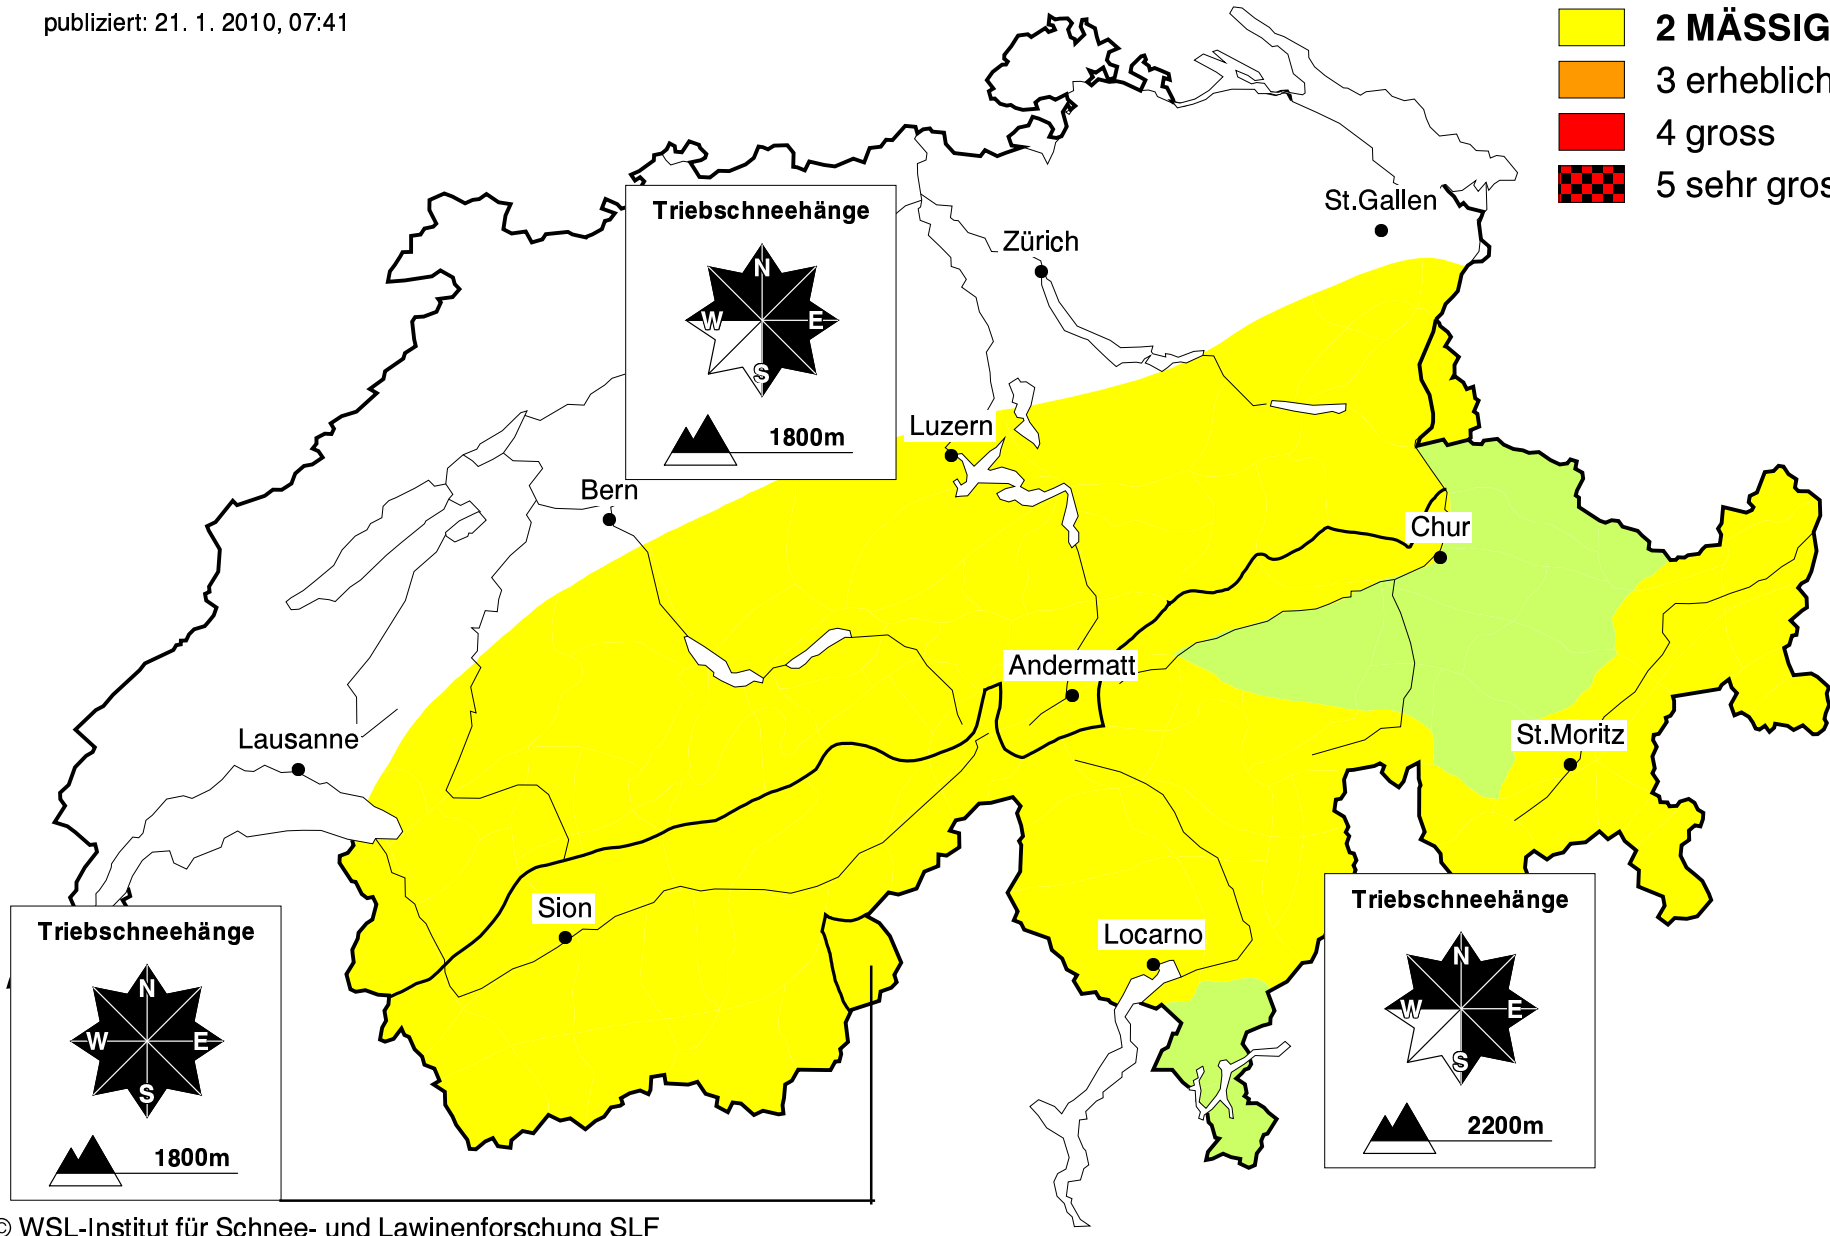 publiziert: 21. 1. 2010, 07:41
2 MÄSSIG
3 erheblich
4 gross
5 sehr gros
St.Gallen
Triebschneehänge
Zürich
N
W E
S
1800m
Luzern
Bern
Chur
Andermatt
St.Moritz
Lausanne
Sion
Locarno
Triebschneehänge
N
W E
S
2200m
Triebschneehänge
N
W E
S
1800m
© WSL-Institut für Schnee- und Lawinenforschung SLF